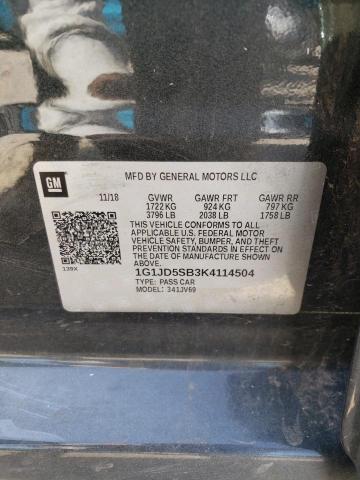 GM
MFD BY GENERAL MOTORS LLC
11/18 GVWR GAWR FRT GAWR RR
1722 KG 924 KG 797 KG
3796 LB 2038 LB 1758 LB
THIS VEHICLE CONFORMS TO ALL
APPLICABLE U.S. FEDERAL MOTOR
VEHICLE SAFETY, BUMPER, AND THEFT
PREVENTION STANDARDS IN EFFECT ON
THE DATE OF MANUFACTURE SHOWN
ABOVE.
139X
1G1JD5SB3K4114504
TYPE: PASS CAR
MODEL: 341JV69